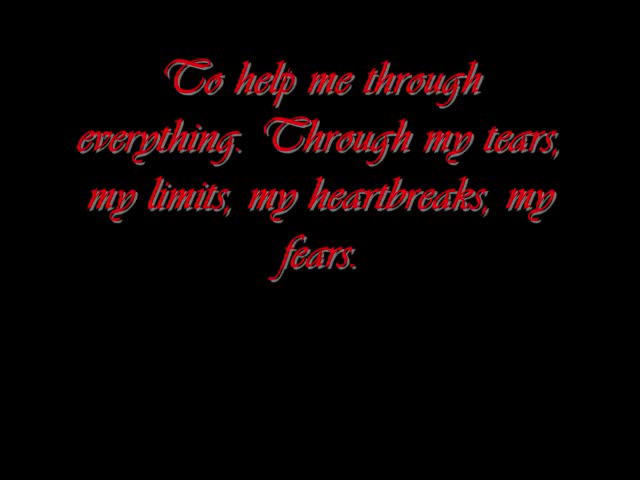 To help me through
everything. Through my tears,
my limits, my heartbreaks, my
fears.